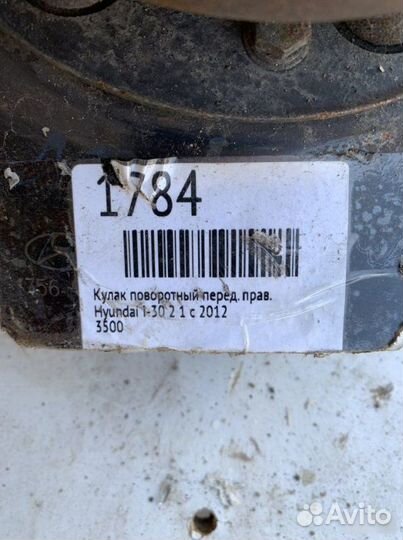 1784
Кулак поворотный перед. прав.
Hyundai i-30 2 1 с 2012
3500
Avito